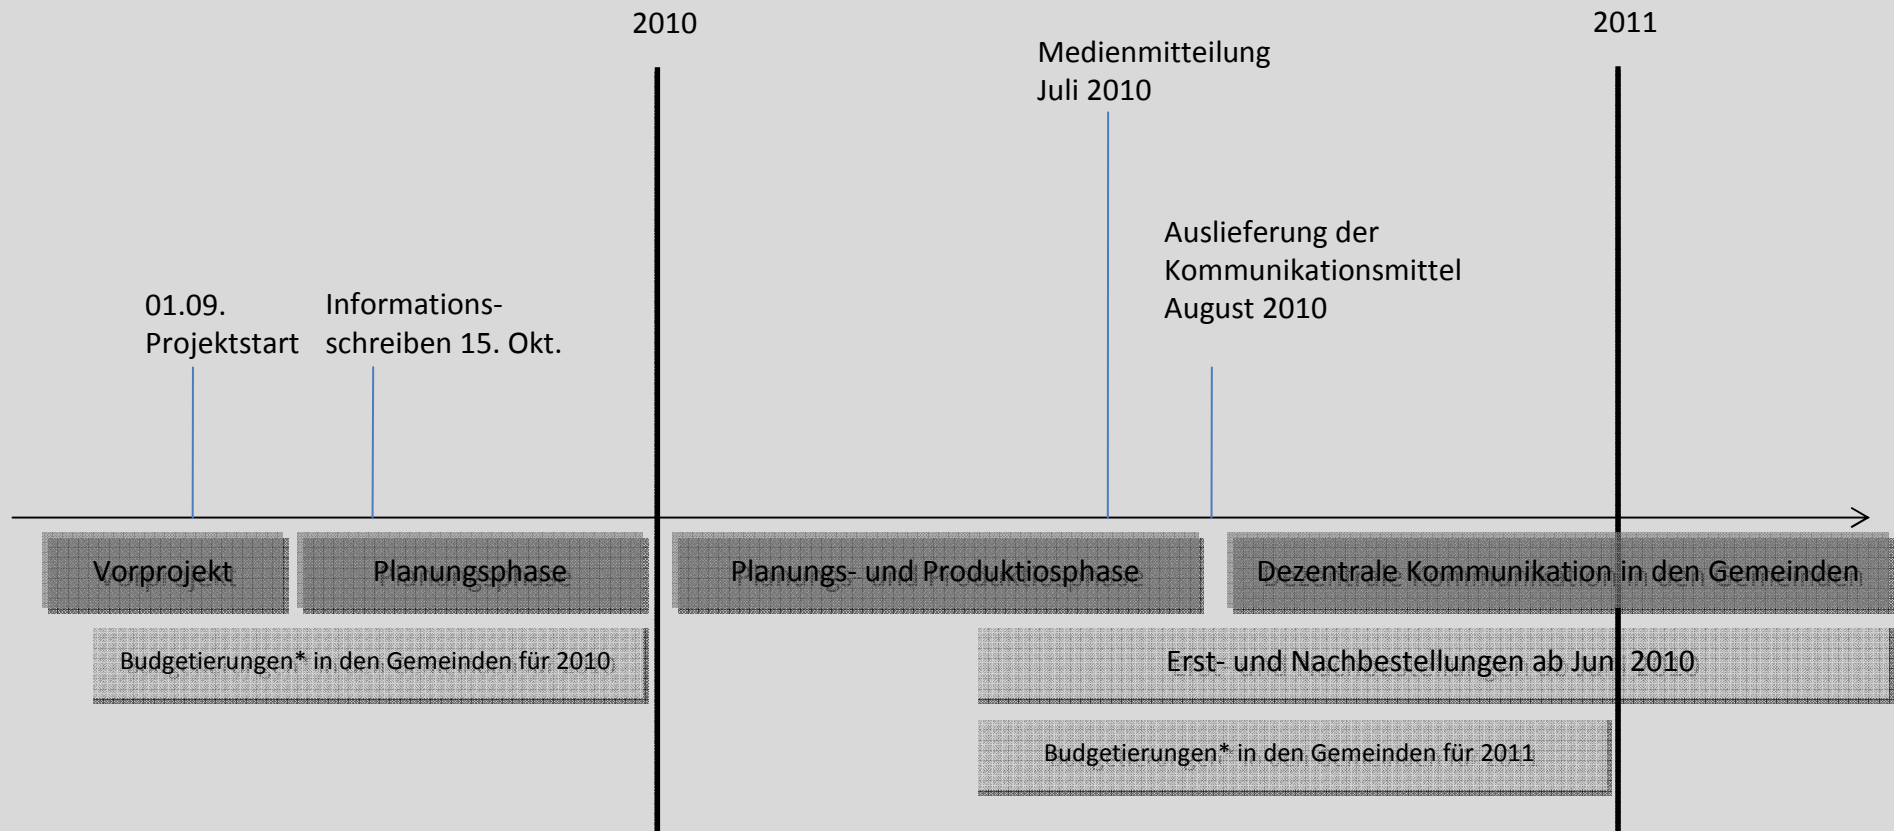 2010
2011
Medienmitteilung
Juli 2010
Auslieferung der
Kommunikationsmittel
August 2010
01.09.
Projektstart
Informations-
schreiben 15. Okt.
Vorprojekt
Planungsphase
Planungs- und Produktiosphase
Dezentrale Kommunikation in den Gemeinden
Budgetierungen* in den Gemeinden für 2010
Erst- und Nachbestellungen ab Juni 2010
Budgetierungen* in den Gemeinden für 2011